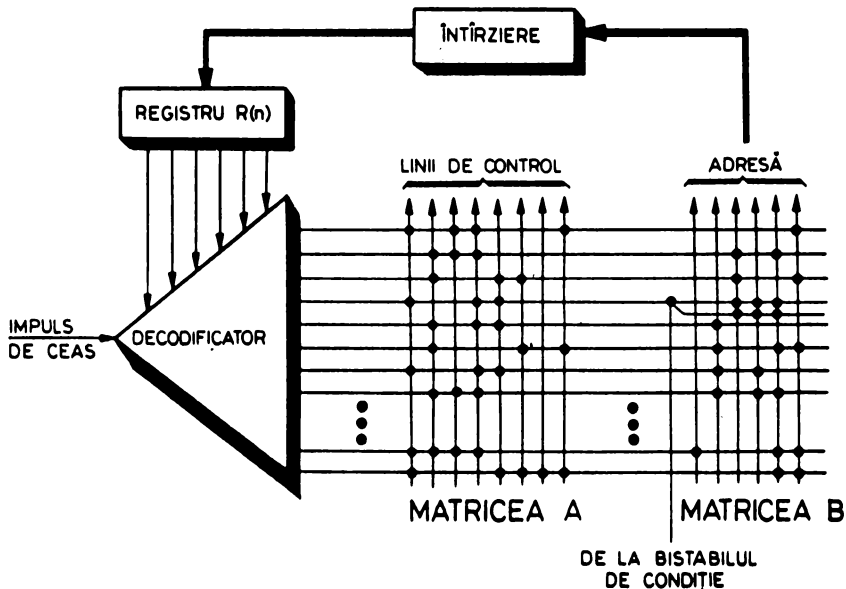 ÎNTÎRZIERE
REGISTRU R(n)
LINII DE CONTROL
ADRESĂ
IMPULS
DE CEAS
DECODIFICATOR
MATRICEA A
MATRICEA B
DE LA BISTABILUL
DE CONDIȚIE